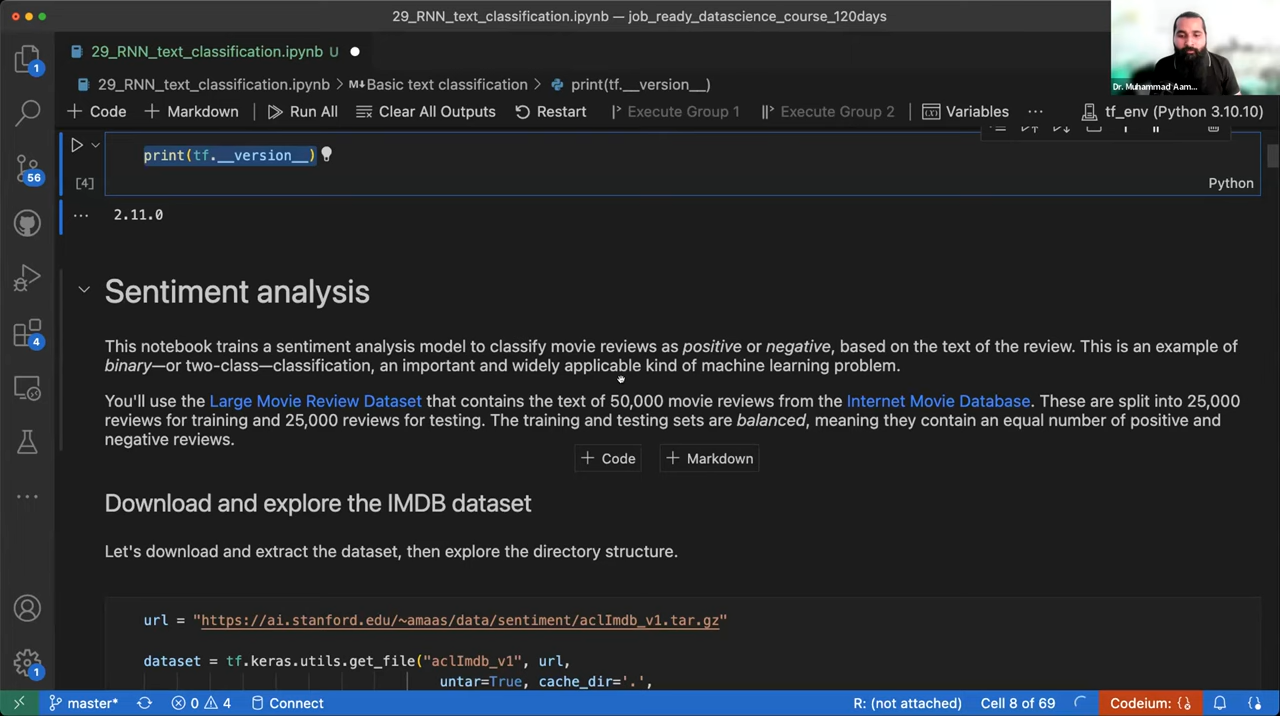 29_RNN_text_classification.ipynb — job_ready_datascience_course_120days
29_RNN_text_classification.ipynb U
29_RNN_text_classification.ipynb > Basic text classification > print(tf.__version__)
Dr. Muhammad Aam...
+ Code + Markdown Run All Clear All Outputs Restart Execute Group 1 Execute Group 2 Variables ... tf_env (Python 3.10.10)
1
56
4
1
print(tf.__version__)
[4]
Python
... 2.11.0
Sentiment analysis
This notebook trains a sentiment analysis model to classify movie reviews as positive or negative, based on the text of the review. This is an example of
binary—or two-class—classification, an important and widely applicable kind of machine learning problem.
You'll use the Large Movie Review Dataset that contains the text of 50,000 movie reviews from the Internet Movie Database. These are split into 25,000
reviews for training and 25,000 reviews for testing. The training and testing sets are balanced, meaning they contain an equal number of positive and
negative reviews.
+ Code + Markdown
Download and explore the IMDB dataset
Let's download and extract the dataset, then explore the directory structure.
url = "https://ai.stanford.edu/~amaas/data/sentiment/aclImdb_v1.tar.gz"
dataset = tf.keras.utils.get_file("aclImdb_v1", url,
untar=True, cache_dir='.',
master* 0 4 Connect R: (not attached) Cell 8 of 69 Codeium: {}